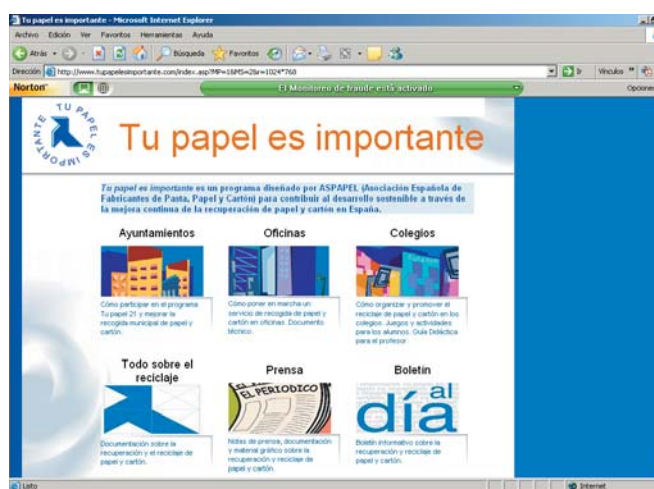 Tu papel es importante - Microsoft Internet Explorer
Archivo Edición Ver Favoritos Herramientas Ayuda
Atrás Búsqueda Favoritos
Dirección http://www.tupapelesimportante.com/index.asp?MP=16MS=2&r=1024*768 Ir Vínculos
Norton El Monitoreo de fraude está activado Opciones
TU PAPEL ES IMPORTANTE
Tu papel es importante
Tu papel es importante es un programa diseñado por ASPAPEL (Asociación Española de
Fabricantes de Pasta, Papel y Cartón) para contribuir al desarrollo sostenible a través de
la mejora continua de la recuperación de papel y cartón en España.
Ayuntamientos
Cómo participar en el programa
Tu papel 21 y mejorar la
recogida municipal de papel y
cartón.
Oficinas
Cómo poner en marcha un
servicio de recogida de papel y
cartón en oficinas. Documento
técnico.
Colegios
Cómo organizar y promover el
reciclaje de papel y cartón en los
colegios. Juegos y actividades
para los alumnos. Guía Didáctica
para el profesor.
Todo sobre el
reciclaje
Documentación sobre la
recuperación y el reciclaje de
papel y cartón.
Prensa
EL PERIODICO
Notas de prensa, documentación
y material gráfico sobre la
recuperación y reciclaje de
papel y cartón.
Boletín
al
día
Boletín informativo sobre la
recuperación y reciclaje de
papel y cartón.
Listo Internet